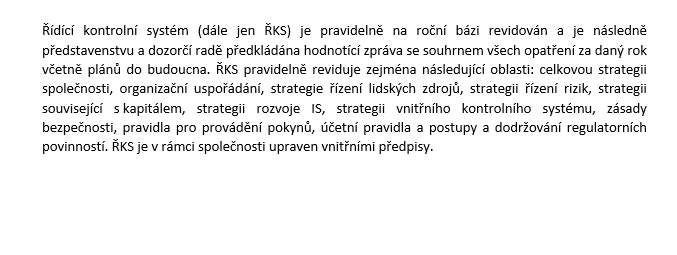 Řídící kontrolní systém (dále jen ŘKS) je pravidelně na roční bázi revidován a je následně
představenstvu a dozorčí radě předkládána hodnotící zpráva se souhrnem všech opatření za daný rok
včetně plánů do budoucna. ŘKS pravidelně reviduje zejména následující oblasti: celkovou strategii
společnosti, organizační uspořádání, strategie řízení lidských zdrojů, strategii řízení rizik, strategii
související s kapitálem, strategii rozvoje IS, strategii vnitřního kontrolního systému, zásady
bezpečnosti, pravidla pro provádění pokynů, účetní pravidla a postupy a dodržování regulatorních
povinností. ŘKS je v rámci společnosti upraven vnitřními předpisy.